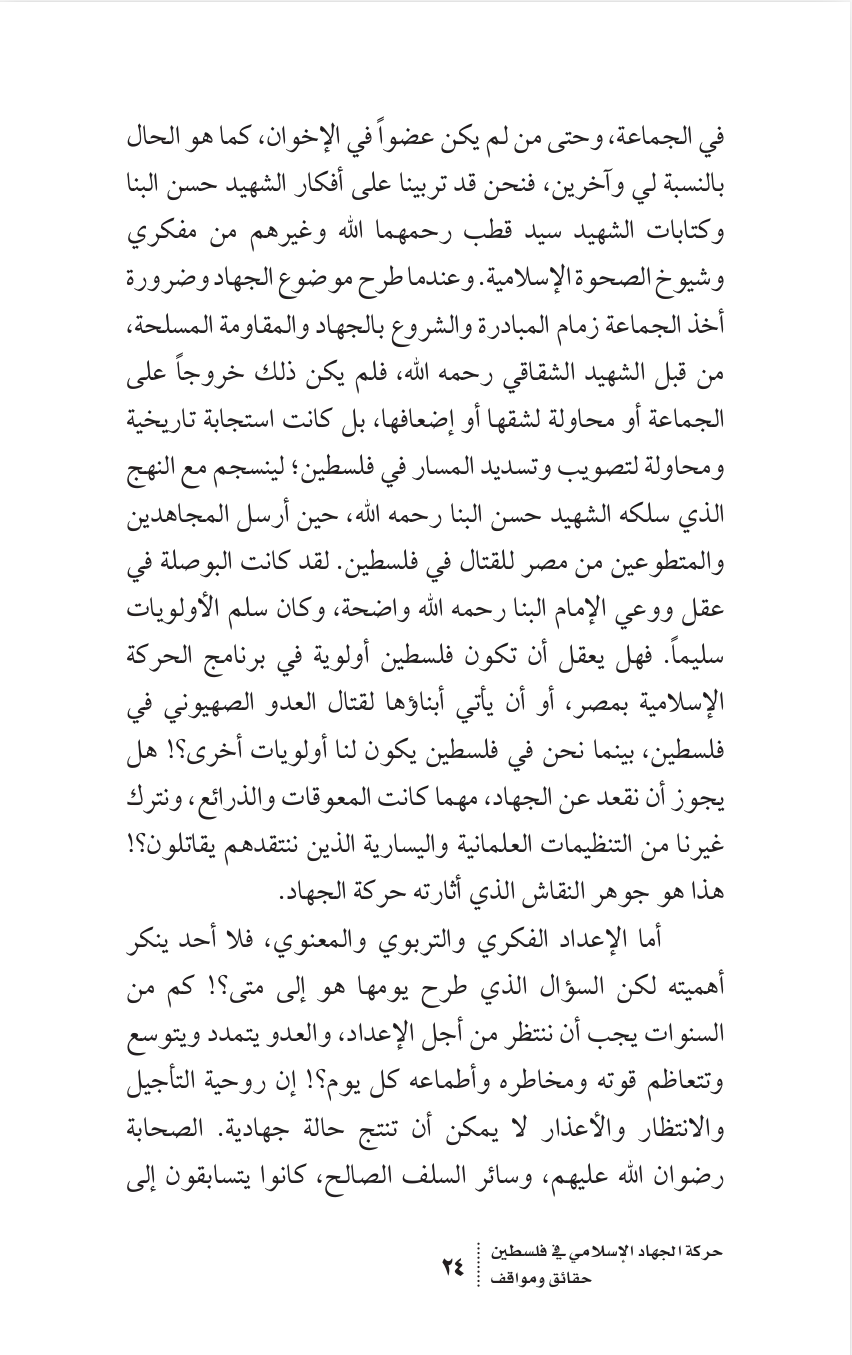 في الجماعة، وحتى من لم يكن عضواً في الإخوان، كما هو الحال
بالنسبة لي وآخرين، فنحن قد تربينا على أفكار الشهيد حسن البنا
وكتابات الشهيد سيد قطب رحمهما الله وغيرهم من مفكري
وشيوخ الصحوة الإسلامية. وعندما طرح موضوع الجهاد وضرورة
أخذ الجماعة زمام المبادرة والشروع بالجهاد والمقاومة المسلحة،
من قبل الشهيد الشقاقي رحمه الله، فلم يكن ذلك خروجاً على
الجماعة أو محاولة لشقها أو إضعافها، بل كانت استجابة تاريخية
ومحاولة لتصويب وتسديد المسار في فلسطين؛ لينسجم مع النهج
الذي سلكه الشهيد حسن البنا رحمه الله، حين أرسل المجاهدين
والمتطوعين من مصر للقتال في فلسطين. لقد كانت البوصلة في
عقل ووعي الإمام البنا رحمه الله واضحة، وكان سلم الأولويات
سليماً. فهل يعقل أن تكون فلسطين أولوية في برنامج الحركة
الإسلامية بمصر، أو أن يأتي أبناؤها لقتال العدو الصهيوني في
فلسطين، بينما نحن في فلسطين يكون لنا أولويات أخرى؟! هل
يجوز أن نقعد عن الجهاد، مهما كانت المعوقات والذرائع، ونترك
غيرنا من التنظيمات العلمانية واليسارية الذين ننتقدهم يقاتلون؟!
هذا هو جوهر النقاش الذي أثارته حركة الجهاد.
أما الإعداد الفكري والتربوي والمعنوي، فلا أحد ينكر
أهميته لكن السؤال الذي طرح يومها هو إلى متى؟! كم من
السنوات يجب أن ننتظر من أجل الإعداد، والعدو يتمدد ويتوسع
وتتعاظم قوته ومخاطره وأطماعه كل يوم؟! إن روحية التأجيل
والانتظار والأعذار لا يمكن أن تنتج حالة جهادية. الصحابة
رضوان الله عليهم، وسائر السلف الصالح، كانوا يتسابقون إلى
حركة الجهاد الإسلامي في فلسطين
حقائق ومواقف
٢٤